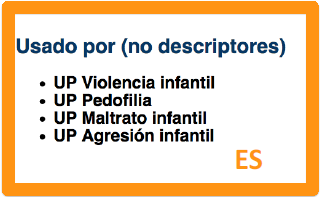 Usado por (no descriptores)
• UP Violencia infantil
• UP Pedofilia
• UP Maltrato infantil
• UP Agresión infantil
ES